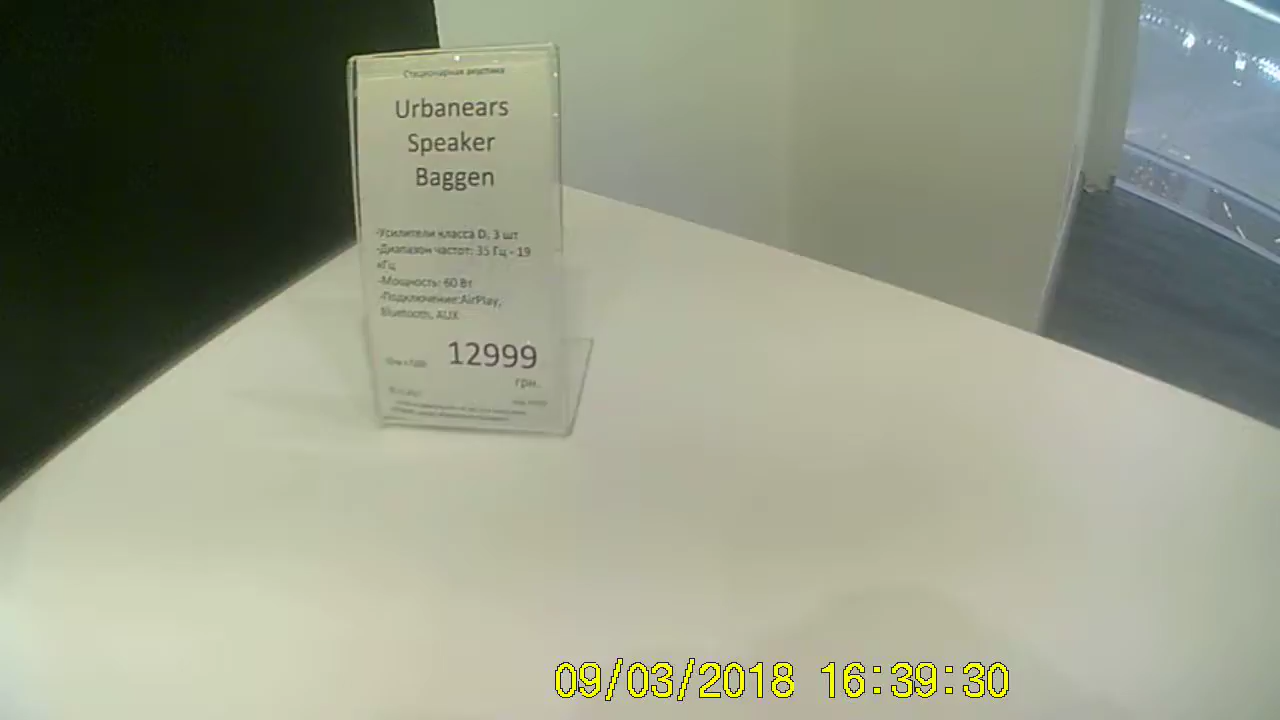 Стационарная акустика
Urbanears
Speaker
Baggen
-Усилители класса D, 3 шт
-Диапазон частот: 35 Гц - 19
кГц
-Мощность: 60 Вт
-Подключение:AirPlay,
Bluetooth, AUX
12999
грн.
09/03/2018 16:39:30